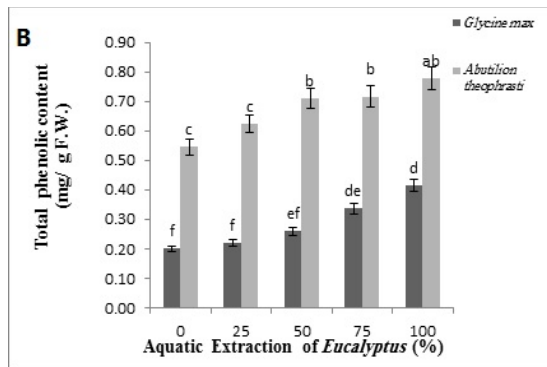 B
Glycine max
Abutilion
theophrasti
Total phenolic content
(mg/ g F.W.)
0.90
0.80
0.70
0.60
0.50
0.40
0.30
0.20
0.10
0.00
f
c
f
c
ef
b
de
b
d
ab
0 25 50 75 100
Aquatic Extraction of Eucalyptus (%)